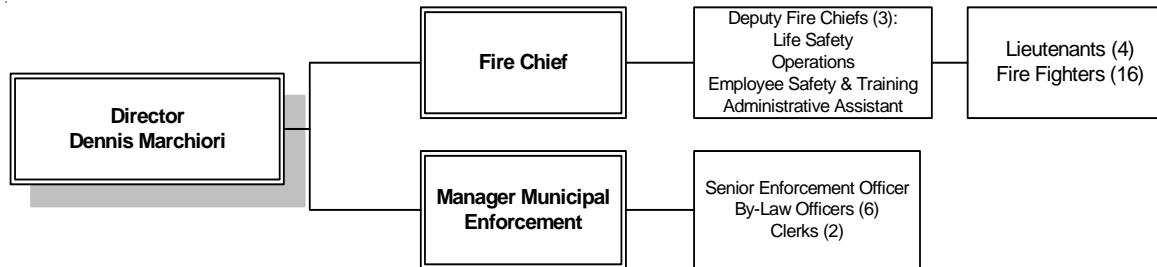 Director
Dennis Marchiori
Fire Chief
Deputy Fire Chiefs (3):
Life Safety
Operations
Employee Safety & Training
Administrative Assistant
Lieutenants (4)
Fire Fighters (16)
Manager Municipal
Enforcement
Senior Enforcement Officer
By-Law Officers (6)
Clerks (2)